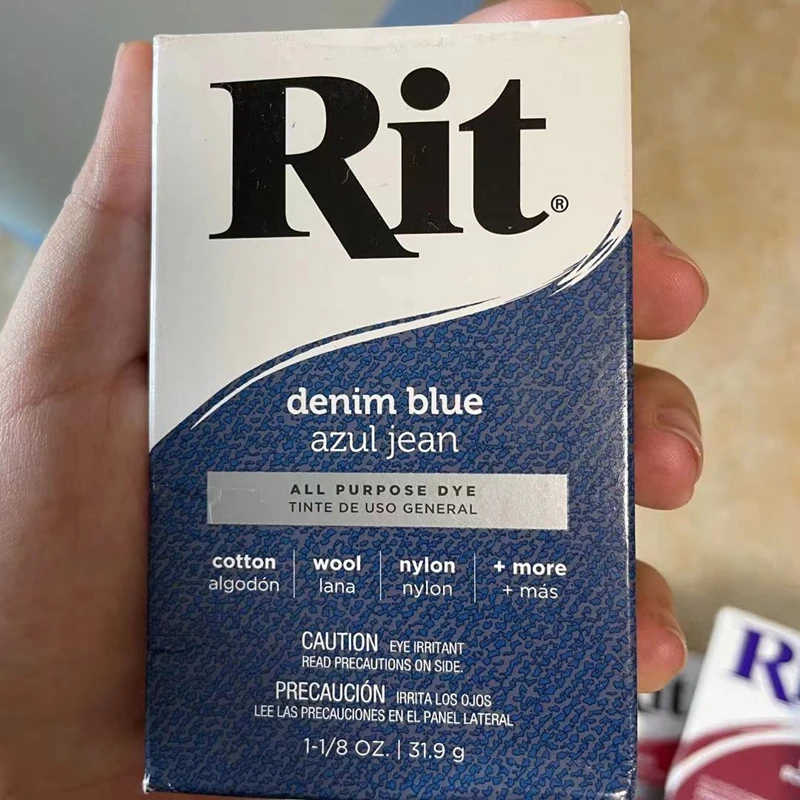 Rit®
denim blue
azul jean
ALL PURPOSE DYE
TINTE DE USO GENERAL
cotton wool nylon + more
algodón lana nylon + más
CAUTION EYE IRRITANT
READ PRECAUTIONS ON SIDE.
PRECAUCIÓN IRRITA LOS OJOS
LEE LAS PRECAUCIONES EN EL PANEL LATERAL
1-1/8 OZ. | 31.9 g